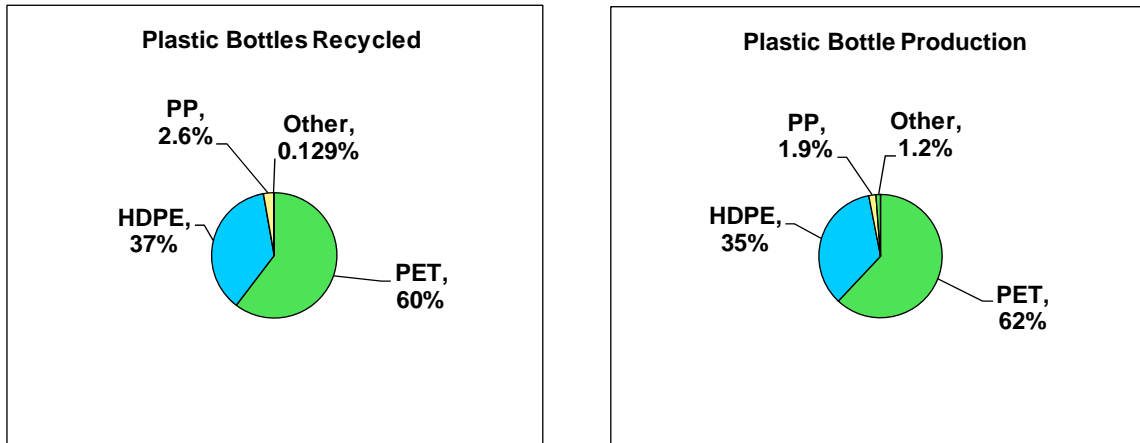 Plastic Bottles Recycled
PP,
2.6%
Other,
0.129%
HDPE,
37%
PET,
60%
Plastic Bottle Production
PP,
1.9%
Other,
1.2%
HDPE,
35%
PET,
62%